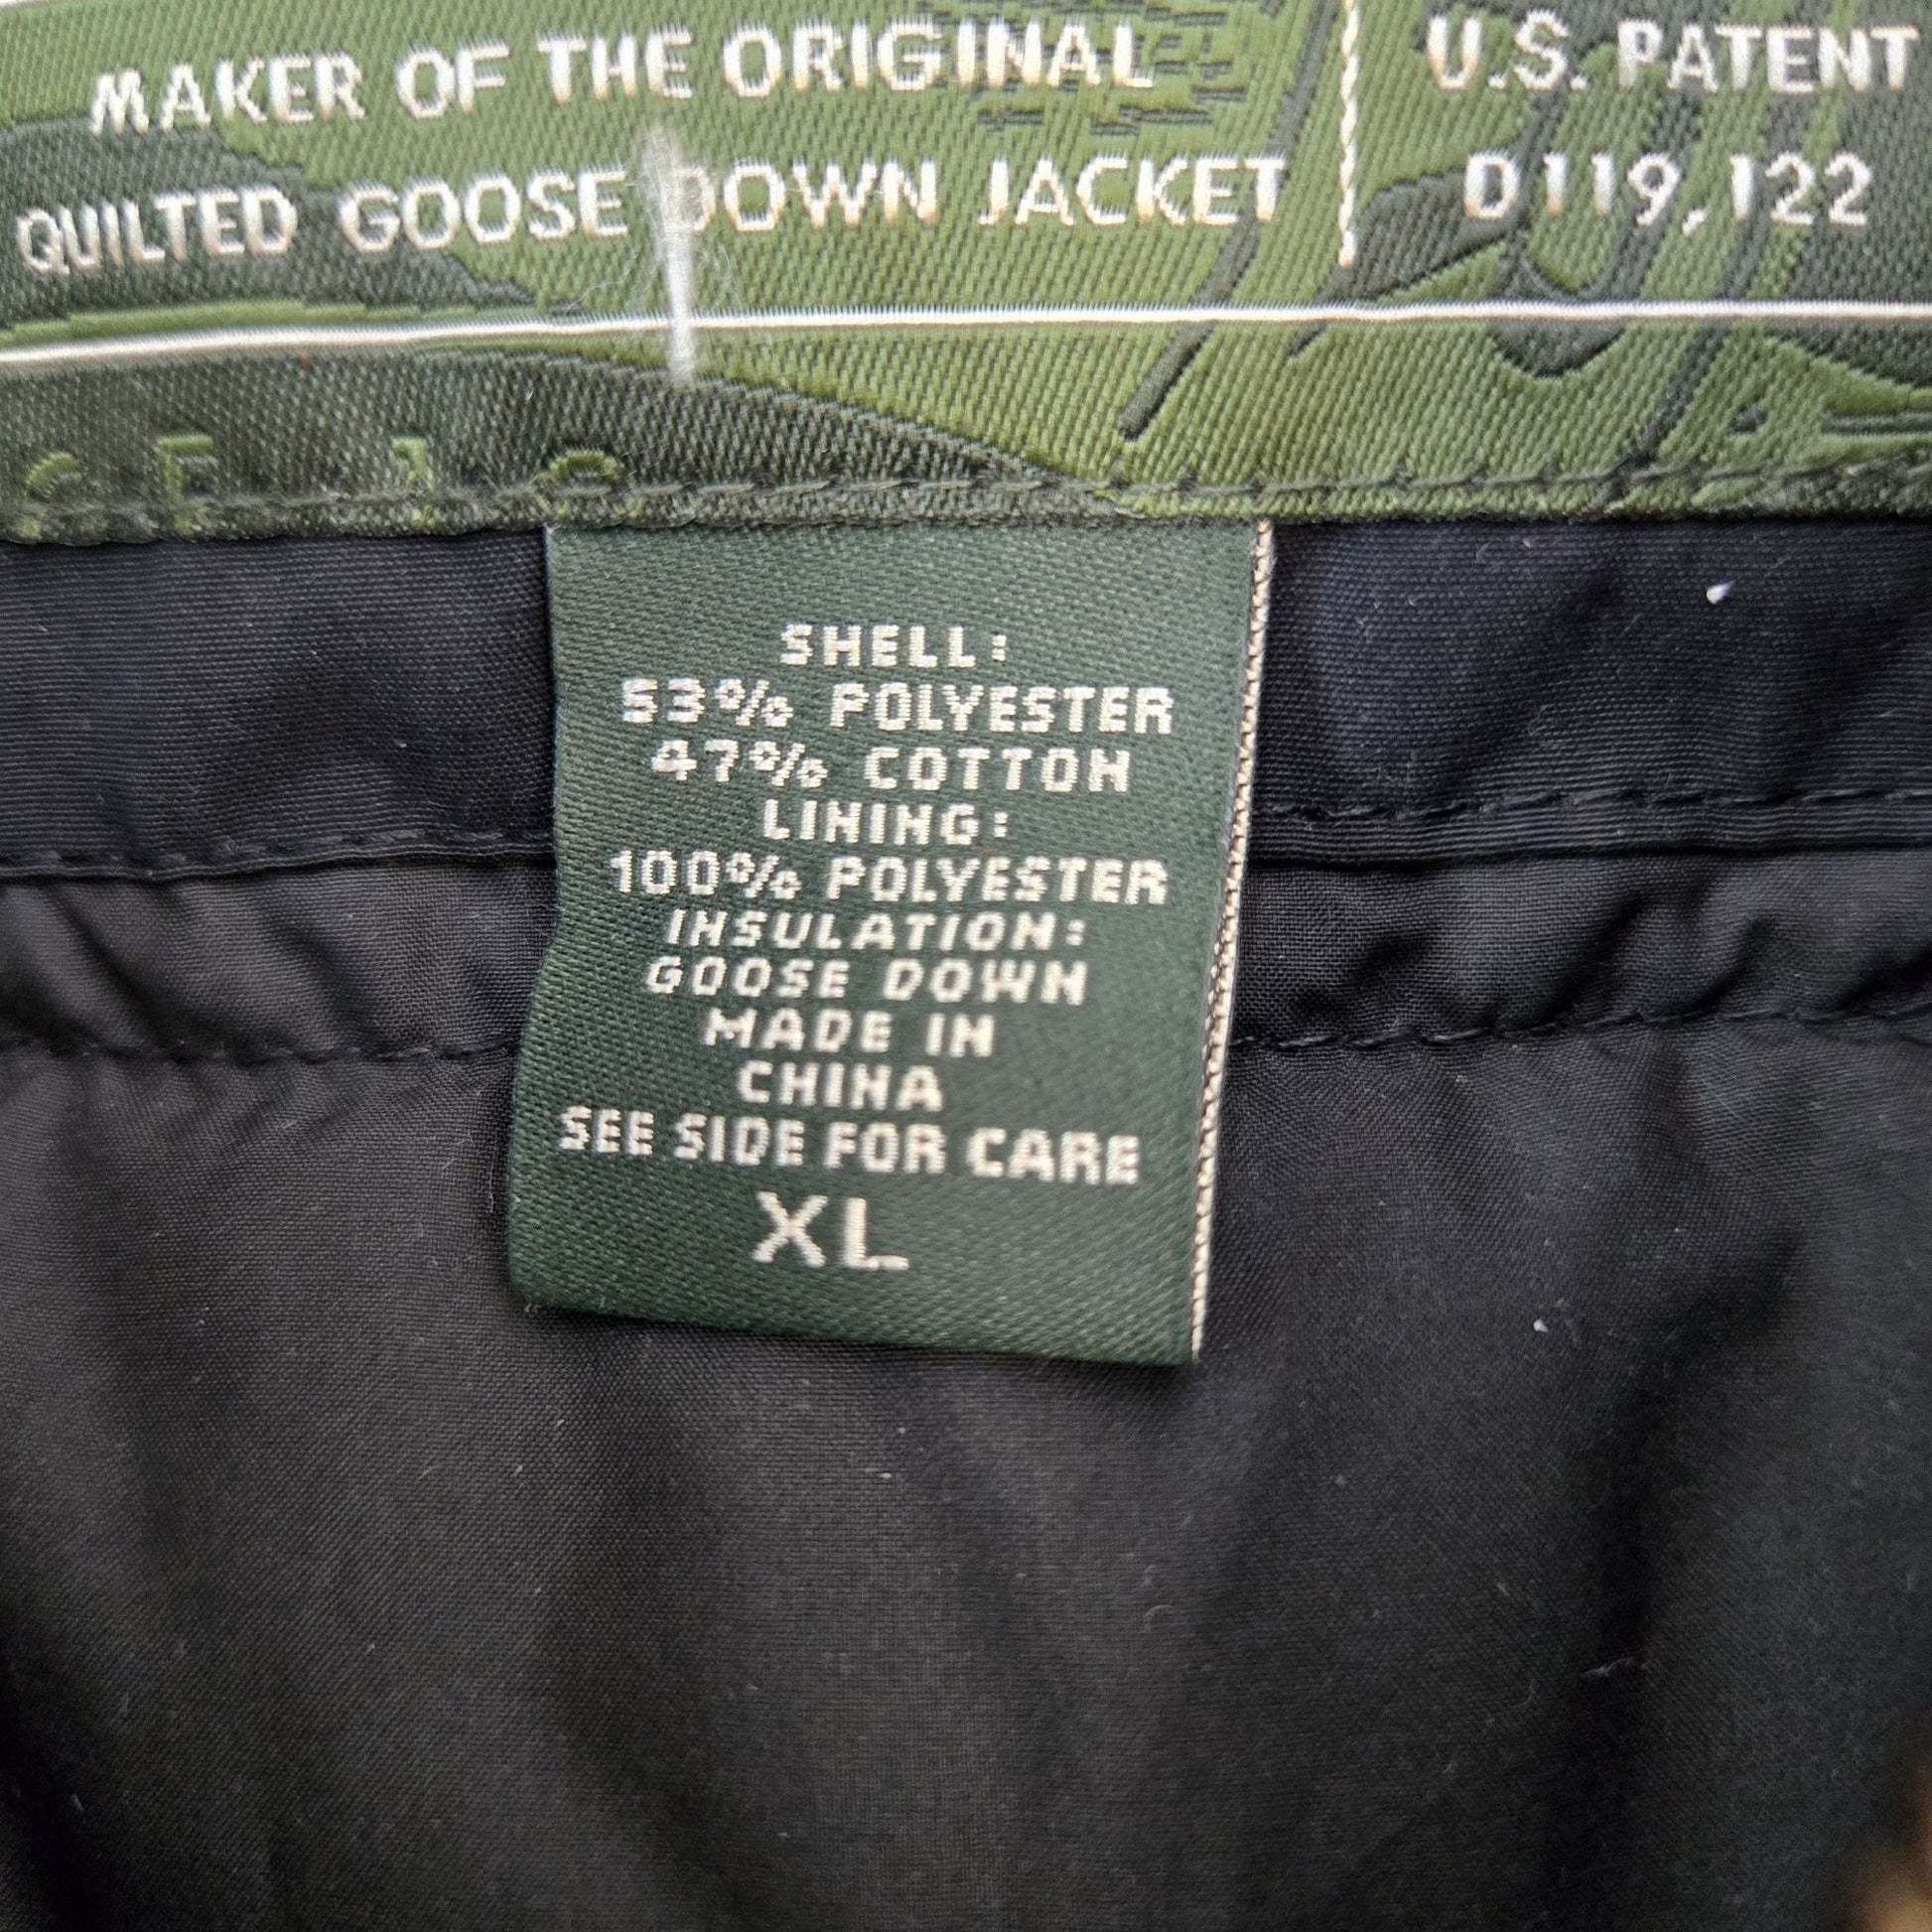 MAKER OF THE ORIGINAL
QUILTED GOOSE DOWN JACKET
U.S. PATENT
D119,122
SHELL:
53% POLYESTER
47% COTTON
LINING:
100% POLYESTER
INSULATION:
GOOSE DOWN
MADE IN
CHINA
SEE SIDE FOR CARE
XL